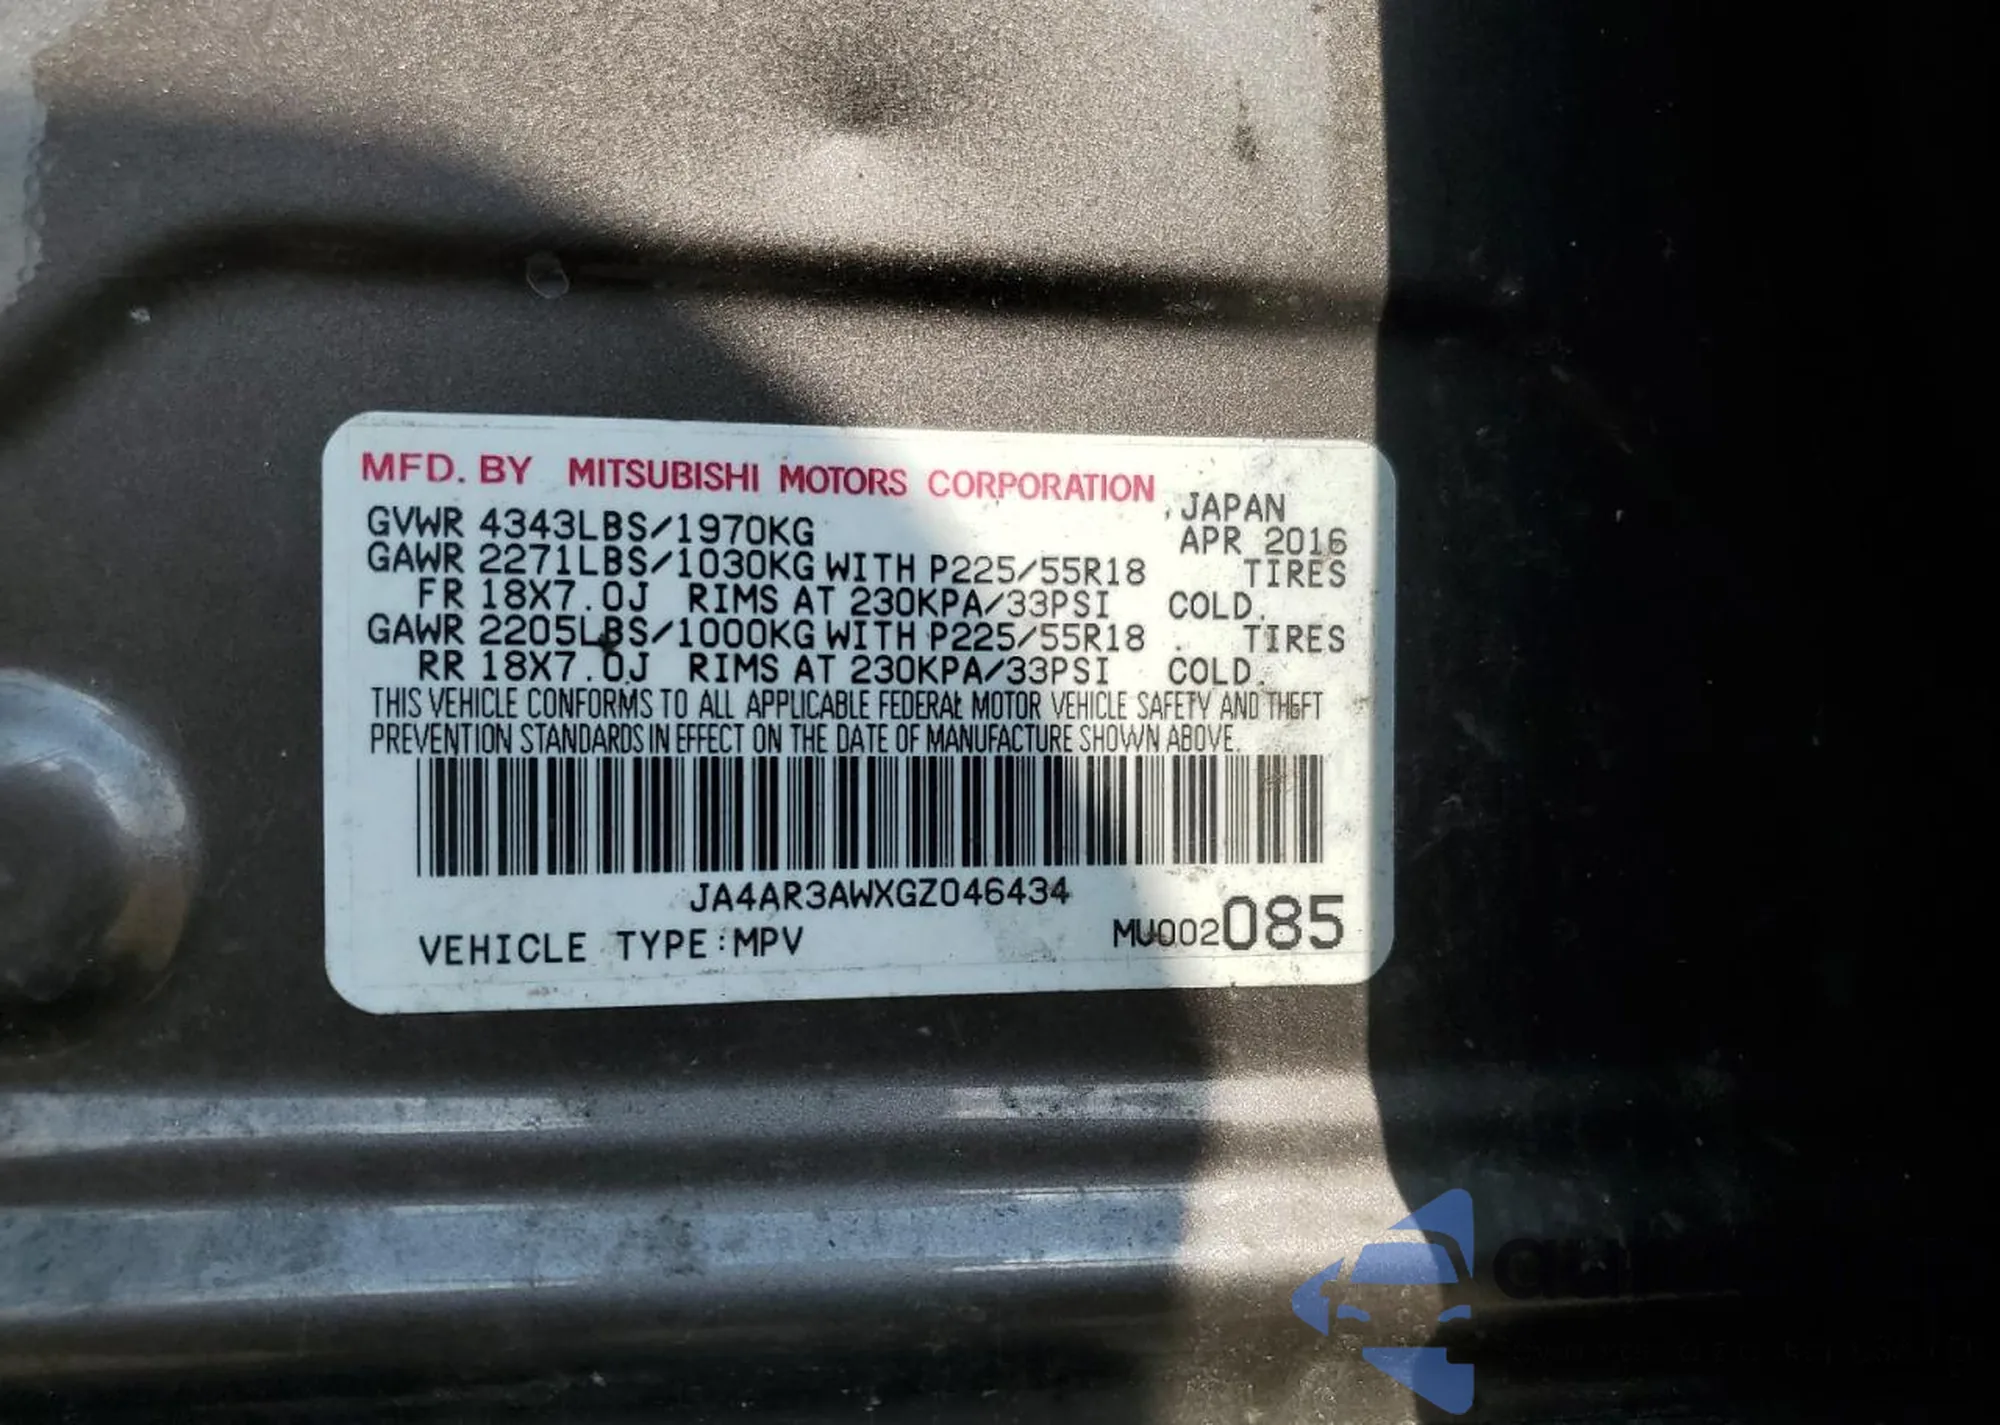 MFD. BY MITSUBISHI MOTORS CORPORATION
JAPAN
GVWR 4343LBS/1970KG APR 2016
GAWR 2271LBS/1030KG WITH P225/55R18 TIRES
FR 18X7.0J RIMS AT 230KPA/33PSI COLD.
GAWR 2205LBS/1000KG WITH P225/55R18 TIRES
RR 18X7.0J RIMS AT 230KPA/33PSI COLD.
THIS VEHICLE CONFORMS TO ALL APPLICABLE FEDERAL MOTOR VEHICLE SAFETY AND THEFT
PREVENTION STANDARDS IN EFFECT ON THE DATE OF MANUFACTURE SHOWN ABOVE.
JA4AR3AWXGZ046434
VEHICLE TYPE:MPV MU002085